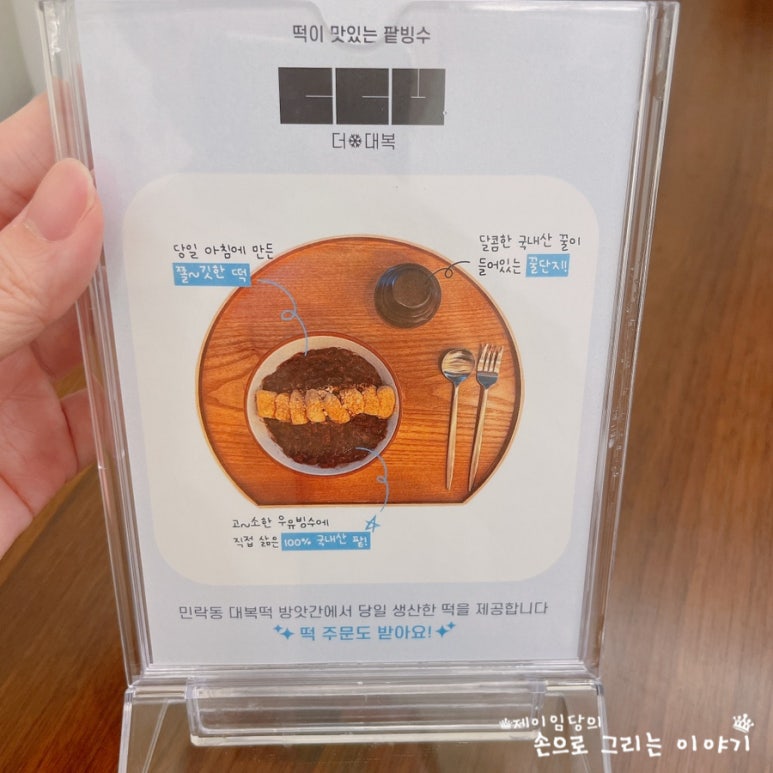 떡이 맛있는 팥빙수
더❄대복
당일 아침에 만든
쫄~깃한 떡
달콤한 국내산 꿀이
들어있는 꿀단지!
고~소한 우유빙수에
직접 삶은 100% 국내산 팥!
민락동 대복떡 방앗간에서 당일 생산한 떡을 제공합니다
떡 주문도 받아요!
제이임당의
손으로 그리는 이야기